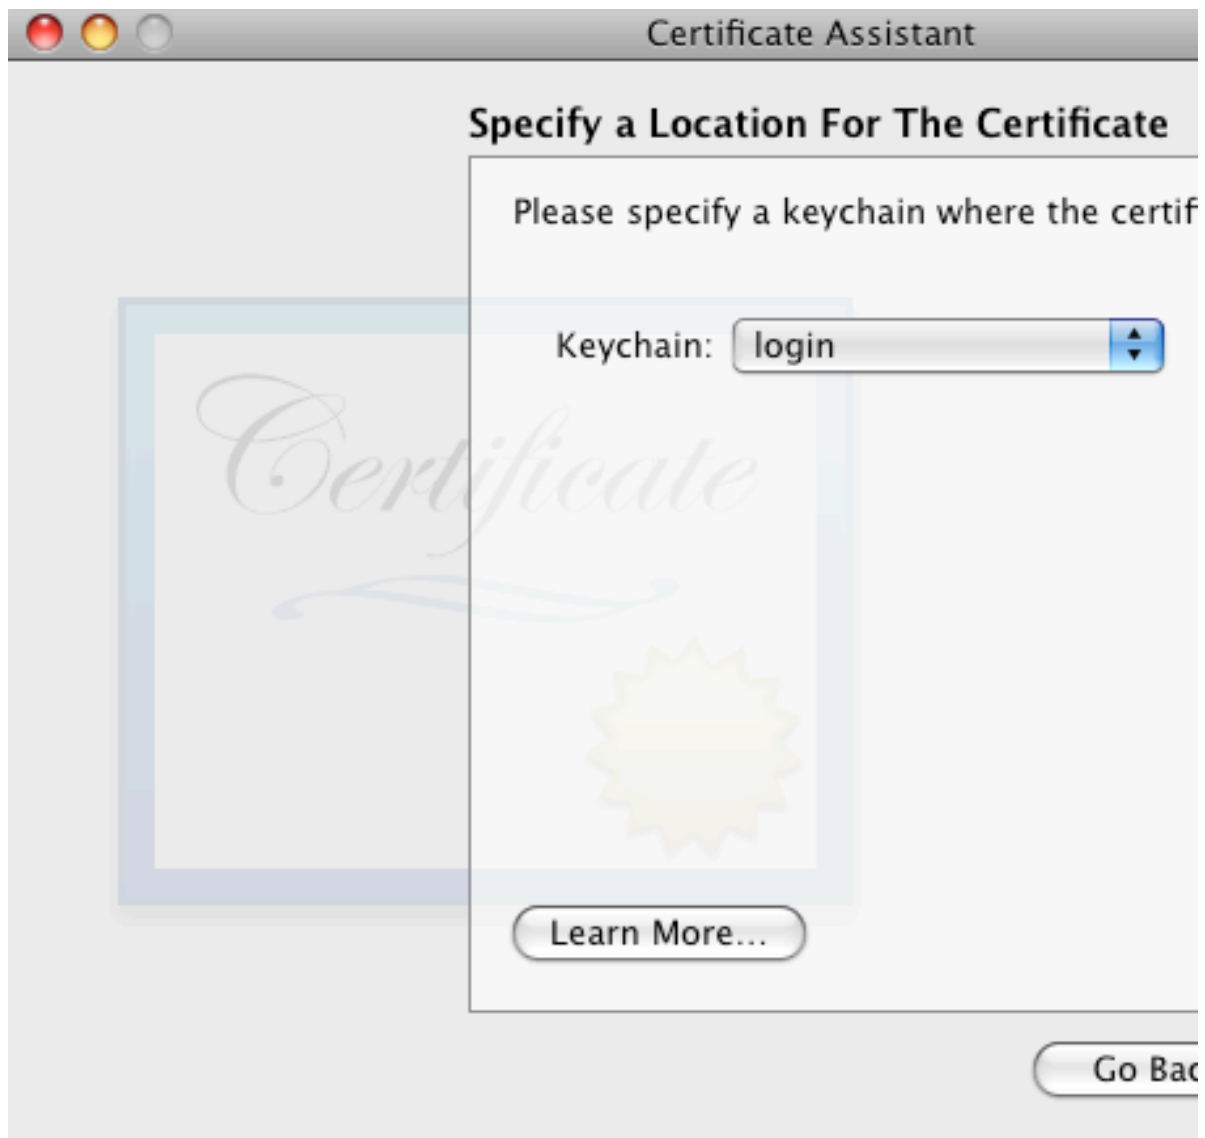 Certificate Assistant
Specify a Location For The Certificate
Please specify a keychain where the certif
Keychain: login
Certificate
Learn More...
Go Bac